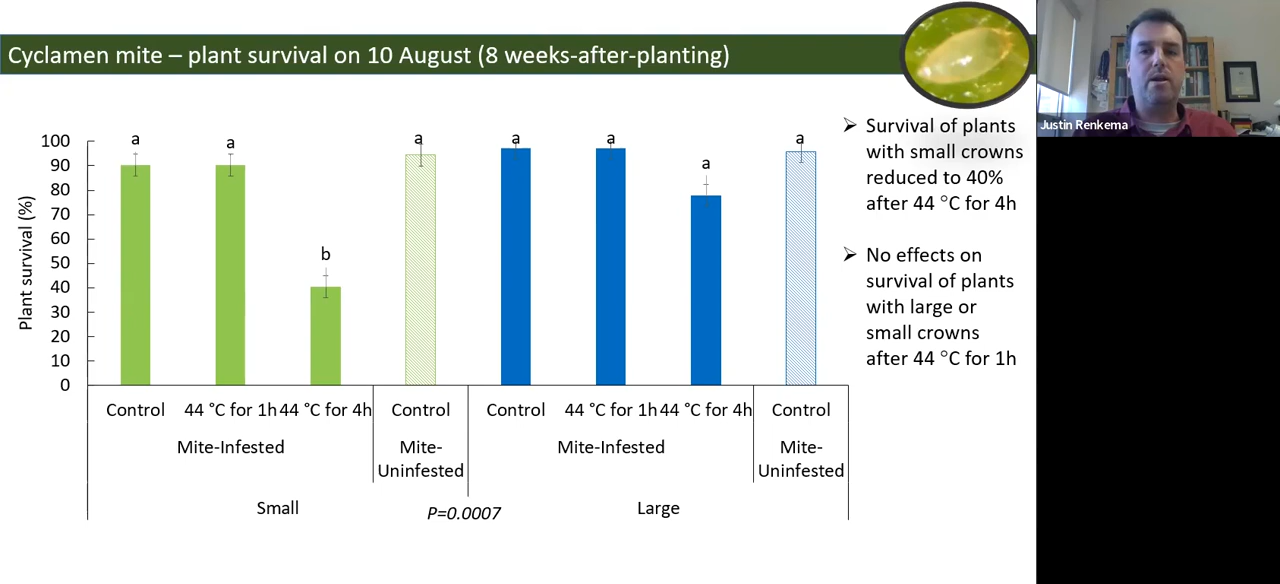 Cyclamen mite – plant survival on 10 August (8 weeks-after-planting)
Justin Renkema
➢ Survival of plants
with small crowns
reduced to 40%
after 44 °C for 4h
➢ No effects on
survival of plants
with large or
small crowns
after 44 °C for 1h
Plant survival (%)
100
90
80
70
60
50
40
30
20
10
0
a a b a a a a a
Control 44 °C for 1h 44 °C for 4h Control Control 44 °C for 1h 44 °C for 4h Control
Mite-Infested Mite- Mite-Infested Mite-
Uninfested Uninfested
Small P=0.0007 Large